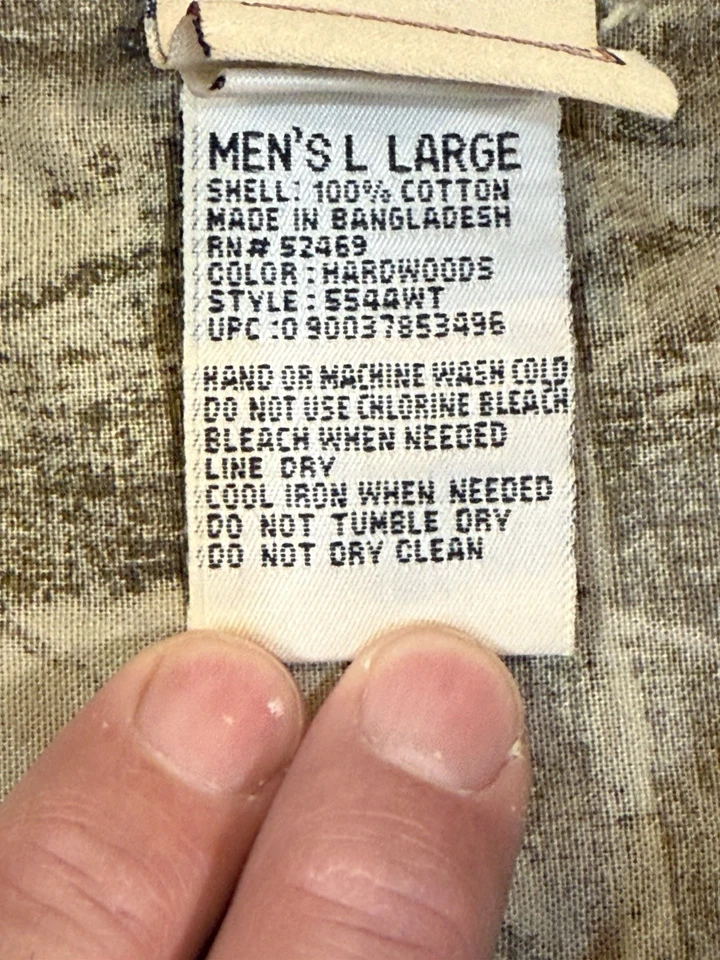 MEN'S L LARGE
SHELL: 100% COTTON
MADE IN BANGLADESH
RN# 52469
COLOR : HARDWOODS
STYLE : 5544WT
UPC :0 90037853496
HAND OR MACHINE WASH COLD
DO NOT USE CHLORINE BLEACH
BLEACH WHEN NEEDED
LINE DRY
COOL IRON WHEN NEEDED
DO NOT TUMBLE DRY
DO NOT DRY CLEAN